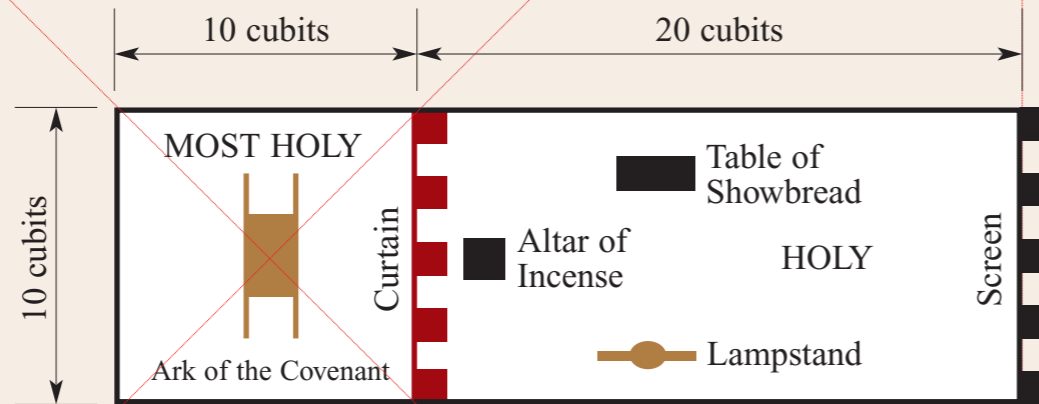 10 cubits
20 cubits
10 cubits
MOST HOLY
Ark of the Covenant
Curtain
Altar of
Incense
Table of
Showbread
HOLY
Lampstand
Screen